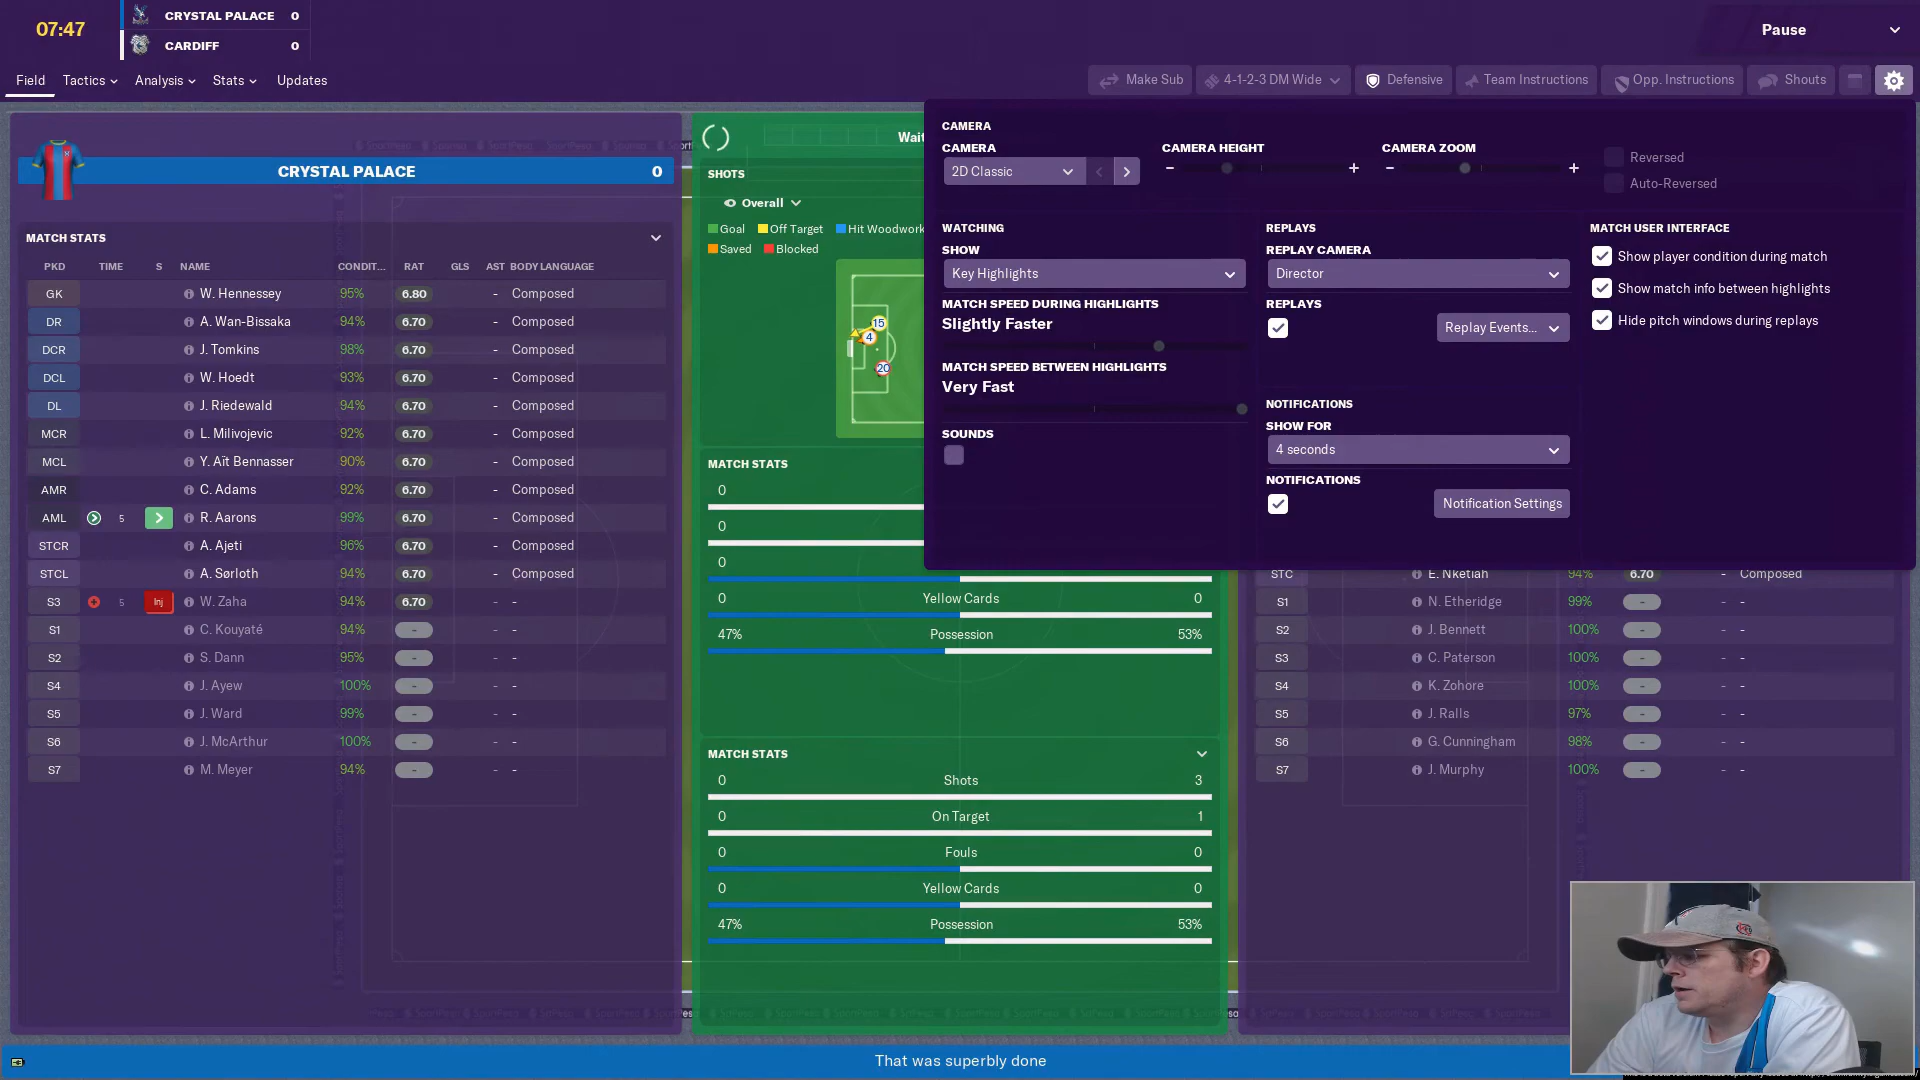 07:47
CRYSTAL PALACE 0
CARDIFF 0
Pause
Field Tactics Analysis Stats Updates
Make Sub 4-1-2-3 DM Wide Defensive Team Instructions Opp. Instructions Shouts
CRYSTAL PALACE 0
MATCH STATS
PKD TIME S NAME CONDIT... RAT GLS AST BODY LANGUAGE
GK W. Hennessey 95% 6.80 - Composed
DR A. Wan-Bissaka 94% 6.70 - Composed
DCR J. Tomkins 98% 6.70 - Composed
DCL W. Hoedt 93% 6.70 - Composed
DL J. Riedewald 94% 6.70 - Composed
MCR L. Milivojevic 92% 6.70 - Composed
MCL Y. Aït Bennasser 90% 6.70 - Composed
AMR C. Adams 92% 6.70 - Composed
AML 5 R. Aarons 99% 6.70 - Composed
STCR A. Ajeti 96% 6.70 - Composed
STCL A. Sørloth 94% 6.70 - Composed
S3 5 Inj W. Zaha 94% 6.70 - -
S1 C. Kouyaté 94% - - -
S2 S. Dann 95% - - -
S4 J. Ayew 100% - - -
S5 J. Ward 99% - - -
S6 J. McArthur 100% - - -
S7 M. Meyer 94% - - -
Wait
SHOTS
Overall
Goal Off Target Hit Woodwork
Saved Blocked
15
4
20
MATCH STATS
0
0
0
0 Yellow Cards 0
47% Possession 53%
MATCH STATS
0 Shots 3
0 On Target 1
0 Fouls 0
0 Yellow Cards 0
47% Possession 53%
CAMERA
CAMERA CAMERA HEIGHT CAMERA ZOOM
2D Classic
Reversed
Auto-Reversed
WATCHING
SHOW
Key Highlights
MATCH SPEED DURING HIGHLIGHTS
Slightly Faster
MATCH SPEED BETWEEN HIGHLIGHTS
Very Fast
SOUNDS
REPLAYS
REPLAY CAMERA
Director
REPLAYS
Replay Events...
NOTIFICATIONS
SHOW FOR
4 seconds
NOTIFICATIONS
Notification Settings
MATCH USER INTERFACE
Show player condition during match
Show match info between highlights
Hide pitch windows during replays
STC E. Nketiah 94% 6.70 - Composed
S1 N. Etheridge 99% - - -
S2 J. Bennett 100% - - -
S3 C. Paterson 100% - - -
S4 K. Zohore 100% - - -
S5 J. Ralls 97% - - -
S6 G. Cunningham 98% - - -
S7 J. Murphy 100% - - -
That was superbly done